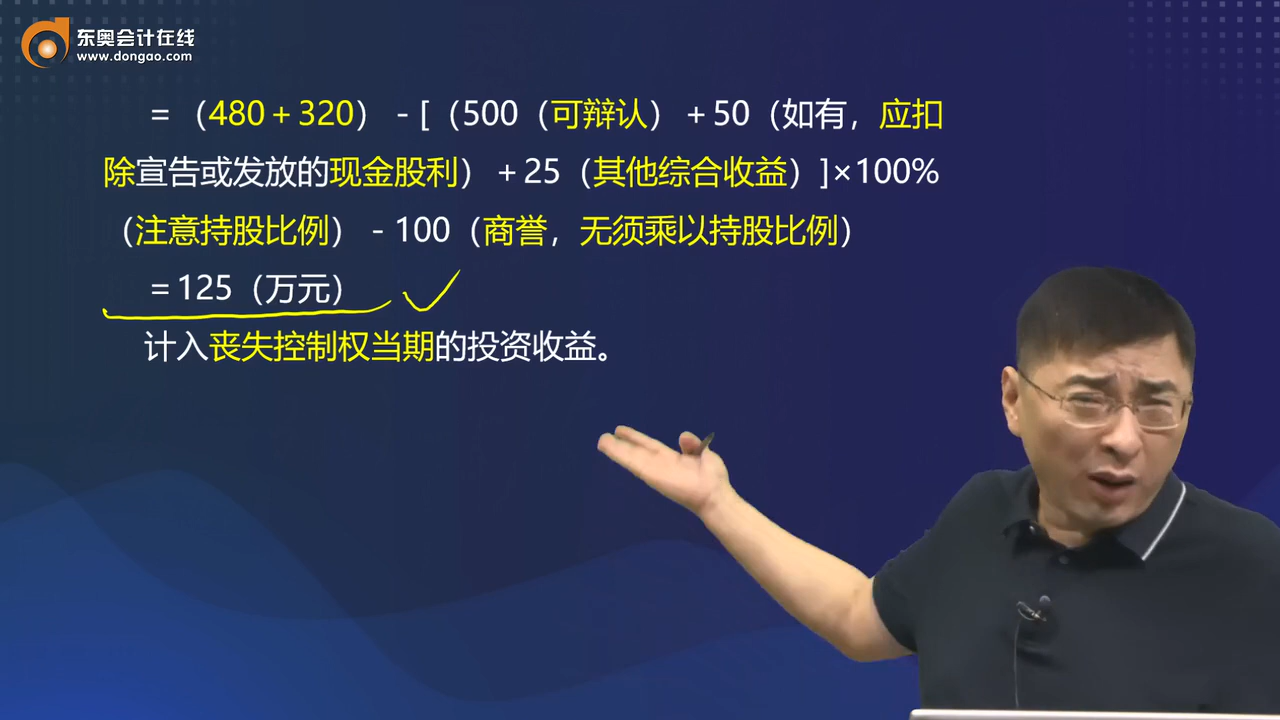 东奥会计在线
www.dongao.com
=（480+320）-[（500（可辩认）+50（如有，应扣
除宣告或发放的现金股利）+25（其他综合收益）]×100%
（注意持股比例）-100（商誉，无须乘以持股比例）
=125（万元）
计入丧失控制权当期的投资收益。